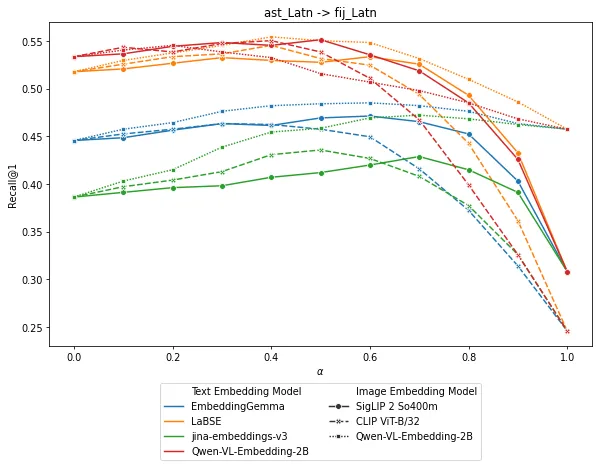 ast_Latn -> fij_Latn
Recall@1
0.55
0.50
0.45
0.40
0.35
0.30
0.25
0.0 0.2 0.4 0.6 0.8 1.0
α
Text Embedding Model
EmbeddingGemma
LaBSE
jina-embeddings-v3
Qwen-VL-Embedding-2B
Image Embedding Model
SigLIP 2 So400m
CLIP ViT-B/32
Qwen-VL-Embedding-2B